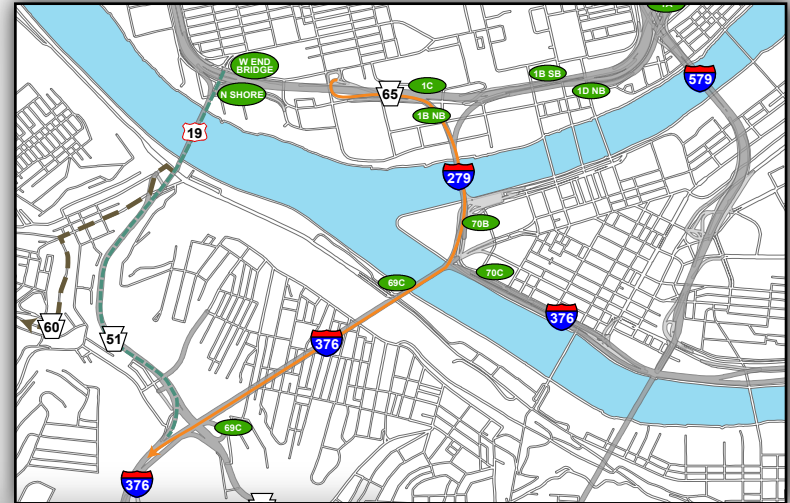 1A
W END
BRIDGE
N SHORE
1C
65
1B SB
1D NB
579
1B NB
19
279
70B
70C
69C
376
60
51
376
69C
376